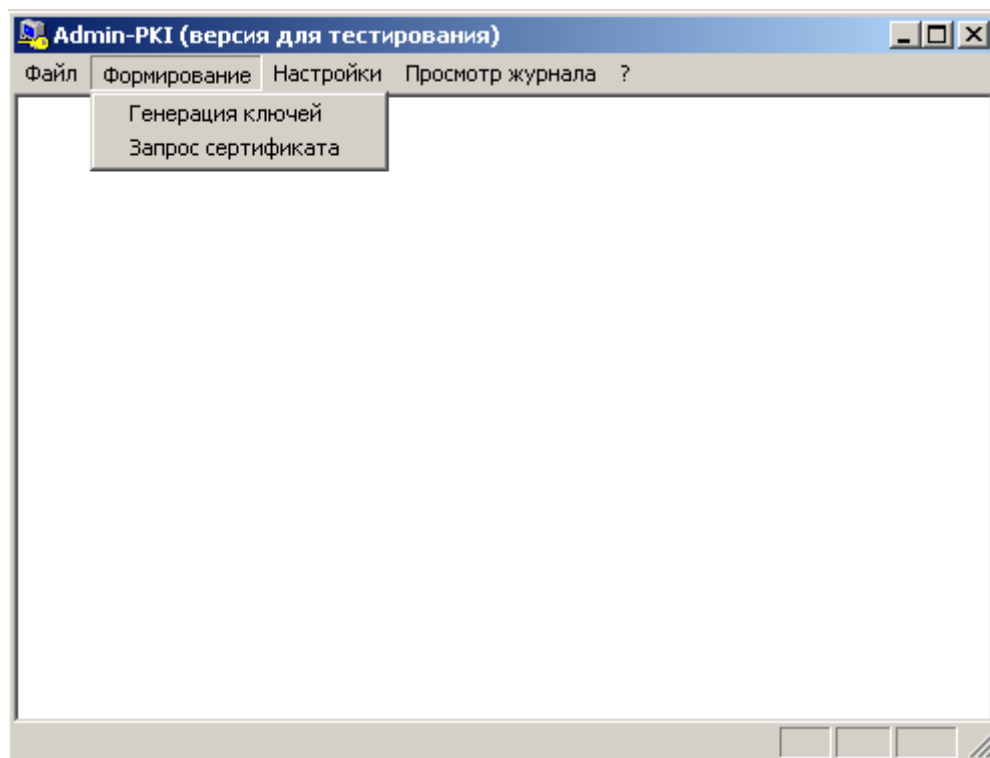 Admin-PKI (версия для тестирования)
Файл Формирование Настройки Просмотр журнала ?
Генерация ключей
Запрос сертификата